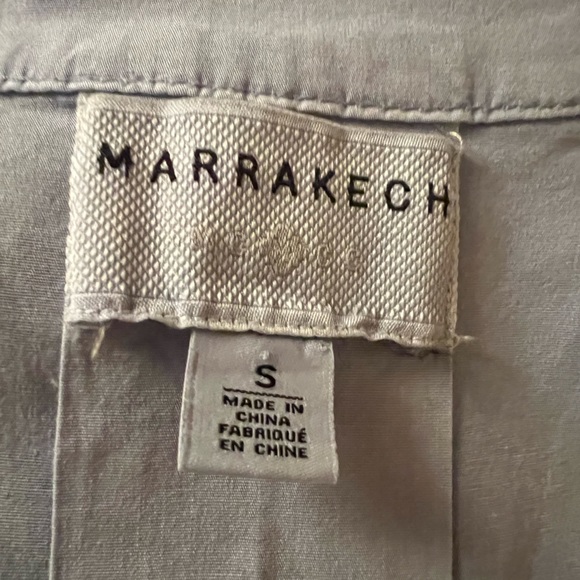 MARRAKECH
S
MADE IN
CHINA
FABRIQUÉ
EN CHINE